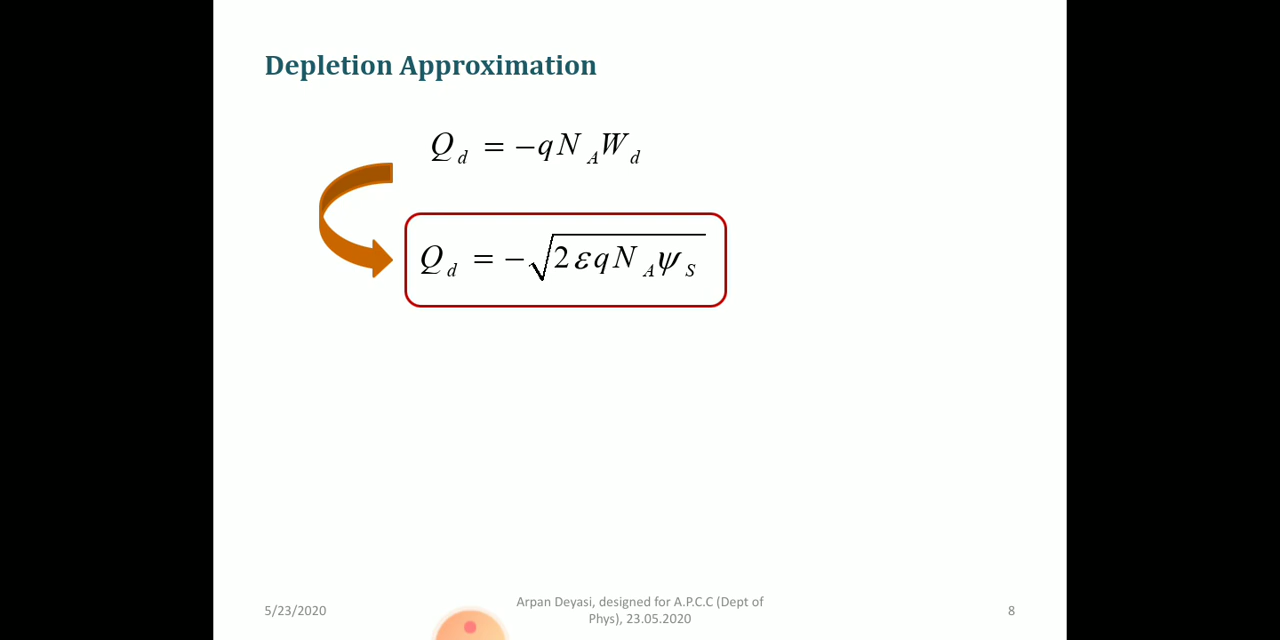 Depletion Approximation
Q_d = −qN_A W_d
Q_d = −√(2εqN_A ψ_S)
5/23/2020
Arpan Deyasi, designed for A.P.C.C (Dept of
Phys), 23.05.2020
8